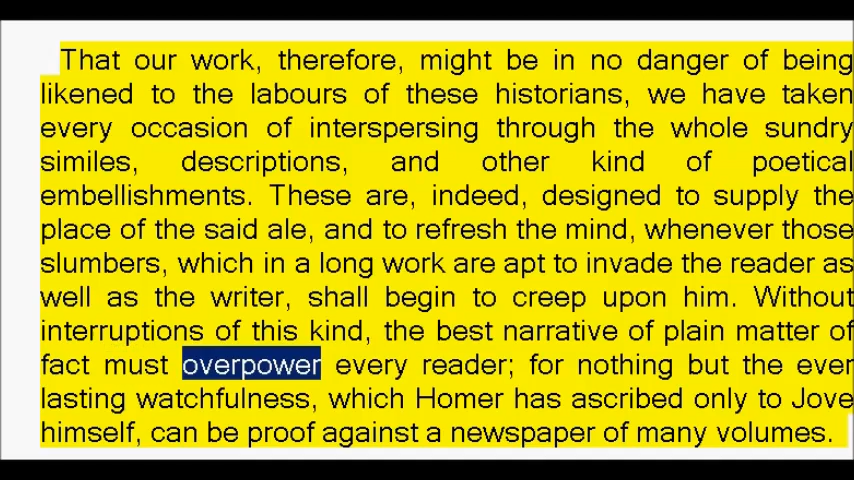 That our work, therefore, might be in no danger of being
likened to the labours of these historians, we have taken
every occasion of interspersing through the whole sundry
similes, descriptions, and other kind of poetical
embellishments. These are, indeed, designed to supply the
place of the said ale, and to refresh the mind, whenever those
slumbers, which in a long work are apt to invade the reader as
well as the writer, shall begin to creep upon him. Without
interruptions of this kind, the best narrative of plain matter of
fact must overpower every reader; for nothing but the ever
lasting watchfulness, which Homer has ascribed only to Jove
himself, can be proof against a newspaper of many volumes.